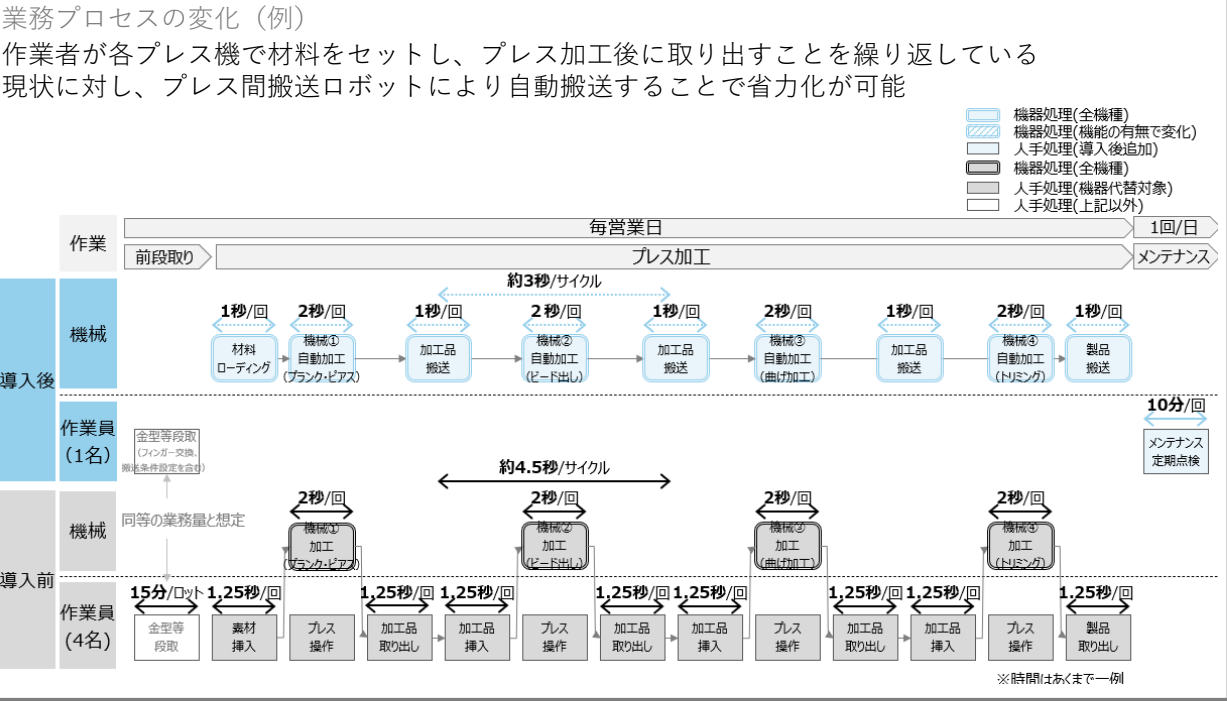 業務プロセスの変化（例）
作業者が各プレス機で材料をセットし、プレス加工後に取り出すことを繰り返している
現状に対し、プレス間搬送ロボットにより自動搬送することで省力化が可能
機器処理(全機種)
機器処理(機能の有無で変化)
人手処理(導入後追加)
機器処理(全機種)
人手処理(機器代替対象)
人手処理(上記以外)
作業
毎営業日
1回/日
前段取り
プレス加工
メンテナンス
導入後
機械
約3秒/サイクル
1秒/回
2秒/回
1秒/回
2秒/回
1秒/回
2秒/回
1秒/回
2秒/回
1秒/回
材料
ローディング
機械①
自動加工
(ブランク・ピアス)
加工品
搬送
機械②
自動加工
(ビード出し)
加工品
搬送
機械③
自動加工
(曲げ加工)
加工品
搬送
機械④
自動加工
(トリミング)
製品
搬送
作業員
(1名)
金型等段取
(フィンガー交換、
搬送条件設定を含む)
10分/回
メンテナンス
定期点検
導入前
機械
同等の業務量と想定
約4.5秒/サイクル
2秒/回
2秒/回
2秒/回
2秒/回
機械①
加工
(ブランク・ピアス)
機械②
加工
(ビード出し)
機械③
加工
(曲げ加工)
機械④
加工
(トリミング)
作業員
(4名)
15分/ロット
1.25秒/回
1.25秒/回
1.25秒/回
1.25秒/回
1.25秒/回
1.25秒/回
1.25秒/回
1.25秒/回
金型等
段取
素材
挿入
プレス
操作
加工品
取り出し
加工品
挿入
プレス
操作
加工品
取り出し
加工品
挿入
プレス
操作
加工品
取り出し
加工品
挿入
プレス
操作
製品
取り出し
※時間はあくまで一例